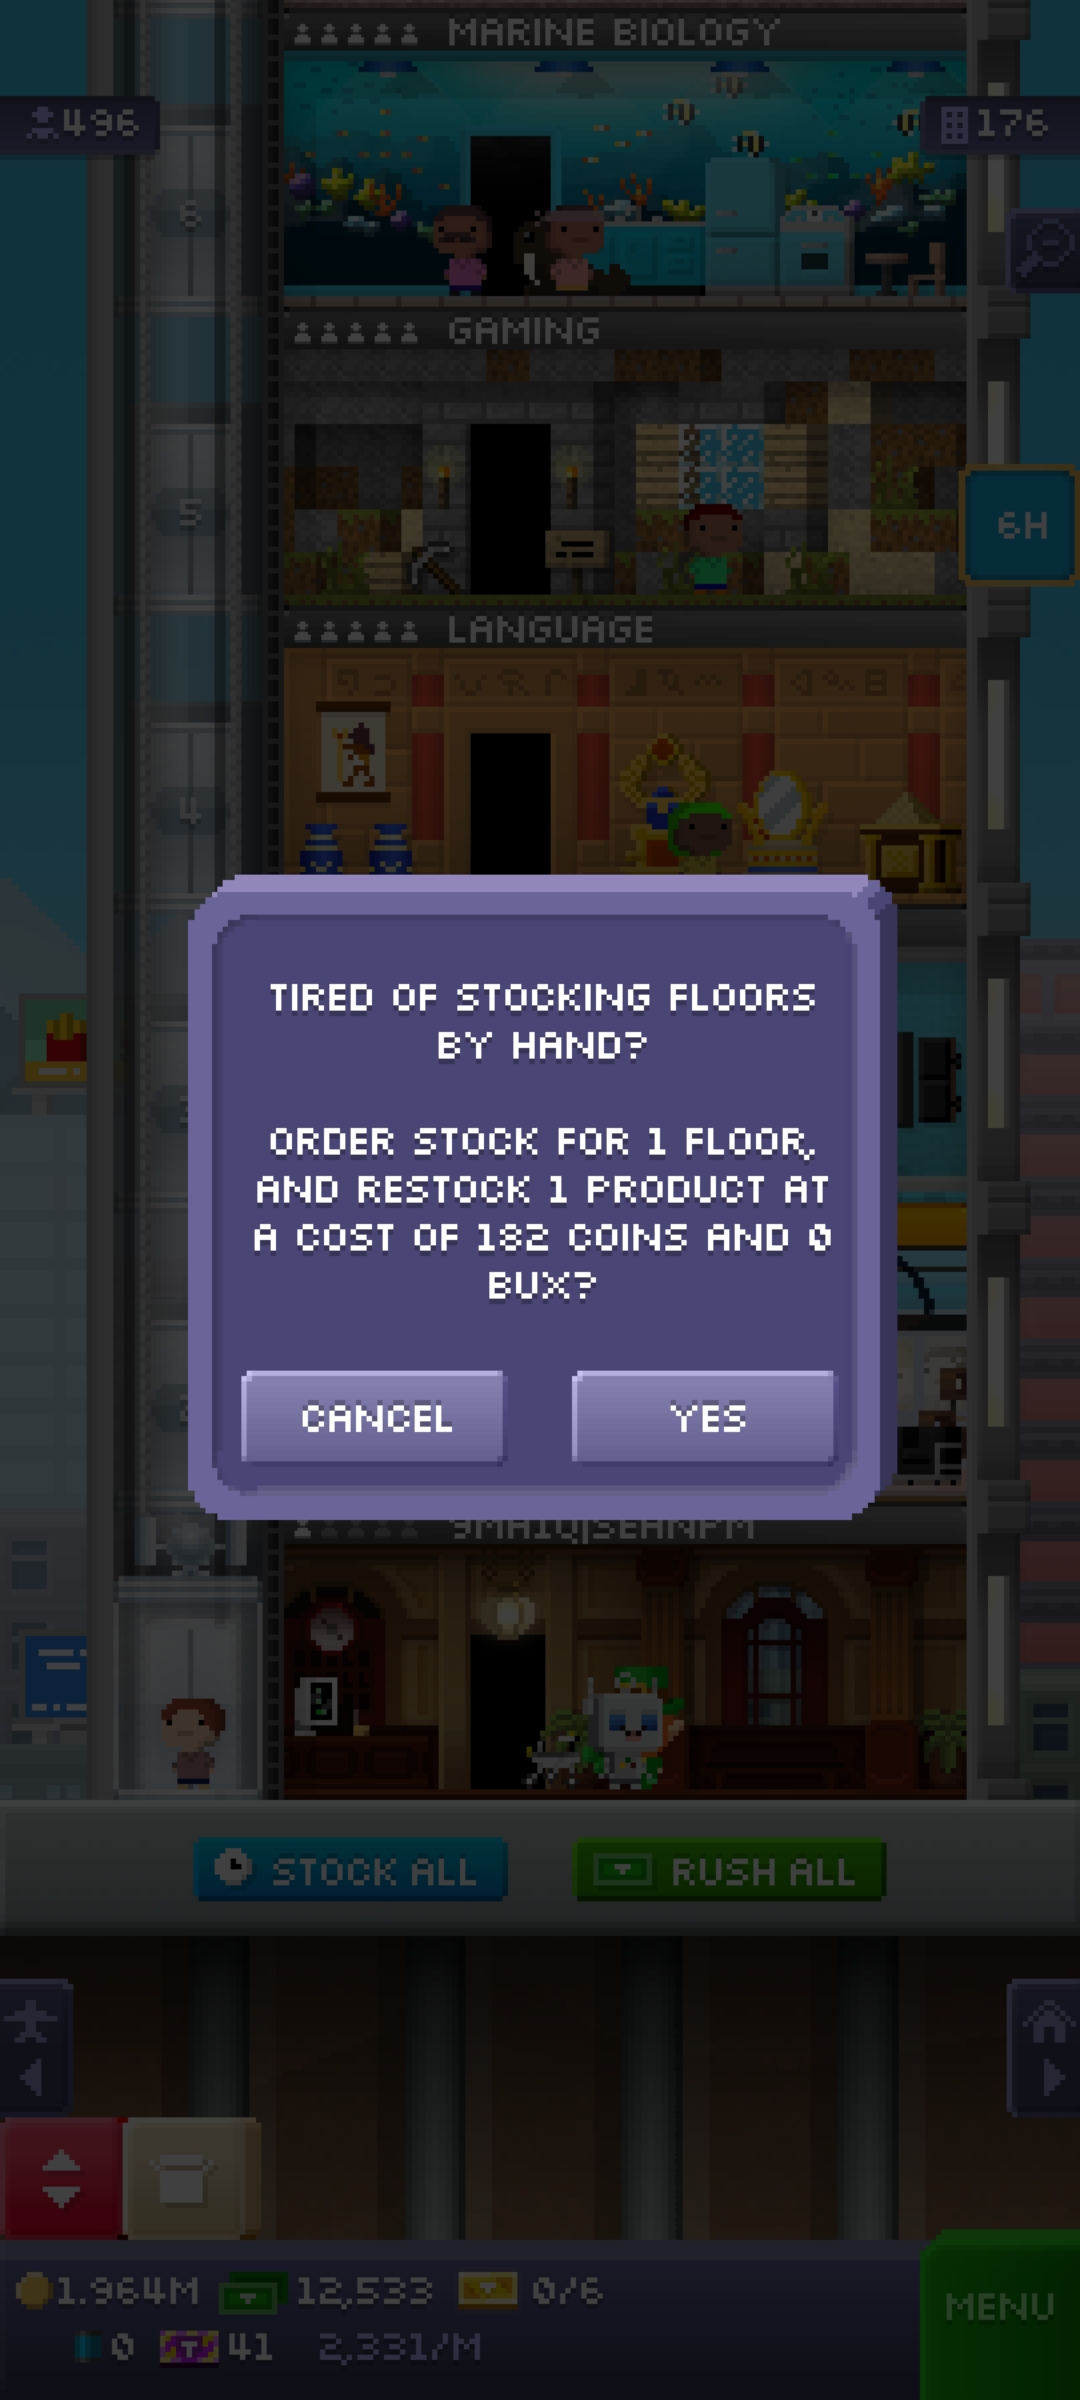 MARINE BIOLOGY
496
176
6
GAMING
5
6H
LANGUAGE
4
TIRED OF STOCKING FLOORS
BY HAND?
ORDER STOCK FOR 1 FLOOR,
AND RESTOCK 1 PRODUCT AT
A COST OF 182 COINS AND 0
BUX?
CANCEL
YES
STOCK ALL
RUSH ALL
1.964M
12,533
0/6
MENU
0
41
2,331/M